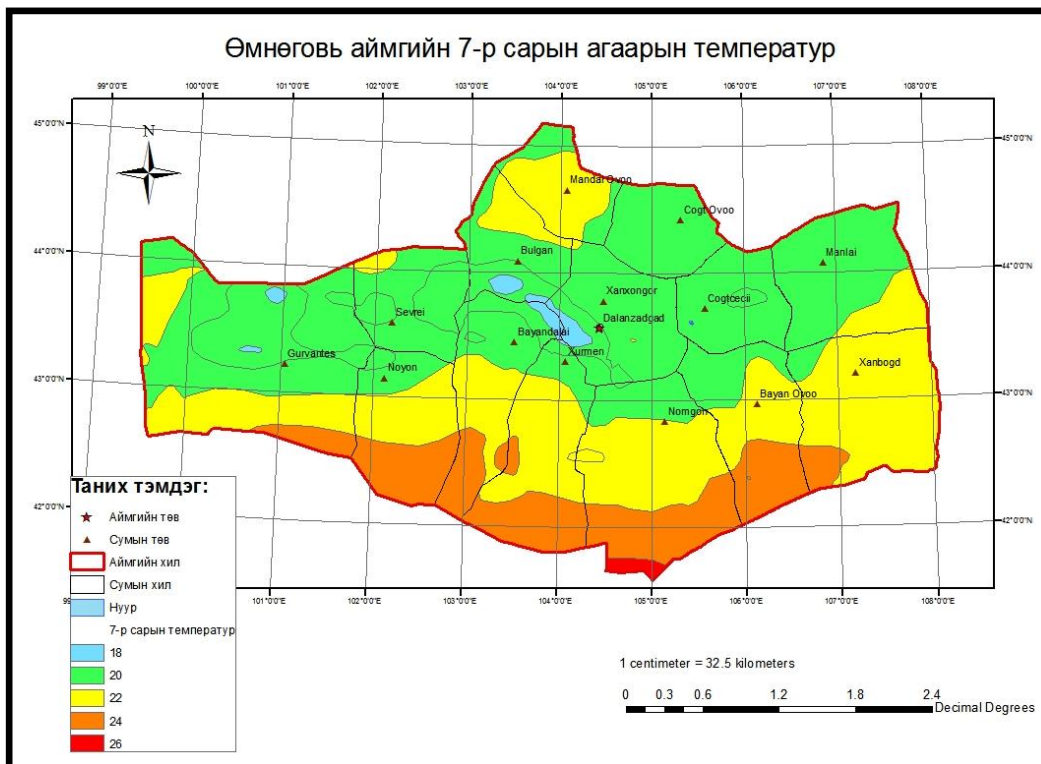 Өмнөговь аймгийн 7-р сарын агаарын температур
99°0'0"E 100°0'0"E 101°0'0"E 102°0'0"E 103°0'0"E 104°0'0"E 105°0'0"E 106°0'0"E 107°0'0"E 108°0'0"E
45°0'0"N 45°0'0"N
N
Mandal Ovoo
Cogt Ovoo
44°0'0"N 44°0'0"N
Bulgan
Manlai
Xanxongor
Cogtcecii
Sevrei
Dalanzadgad
Bayandalai
Gurvantes
Xurmen
Noyon
Xanbogd
43°0'0"N 43°0'0"N
Bayan Ovoo
Nomgon
42°0'0"N 42°0'0"N
101°0'0"E 102°0'0"E 103°0'0"E 104°0'0"E 105°0'0"E 106°0'0"E 107°0'0"E 108°0'0"E
Таних тэмдэг:
Аймгийн төв
Сумын төв
Аймгийн хил
Сумын хил
Нуур
7-р сарын температур
18
20
22
24
26
1 centimeter = 32.5 kilometers
0 0.3 0.6 1.2 1.8 2.4
Decimal Degrees